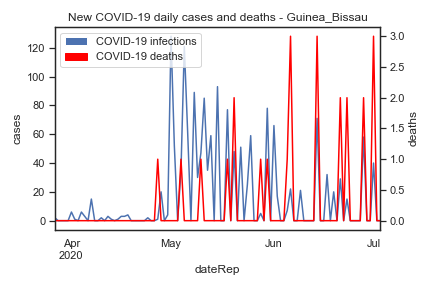 New COVID-19 daily cases and deaths - Guinea_Bissau
COVID-19 infections
COVID-19 deaths
120
100
80
60
40
20
0
cases
3.0
2.5
2.0
1.5
1.0
0.5
0.0
deaths
Apr
2020
May
Jun
Jul
dateRep